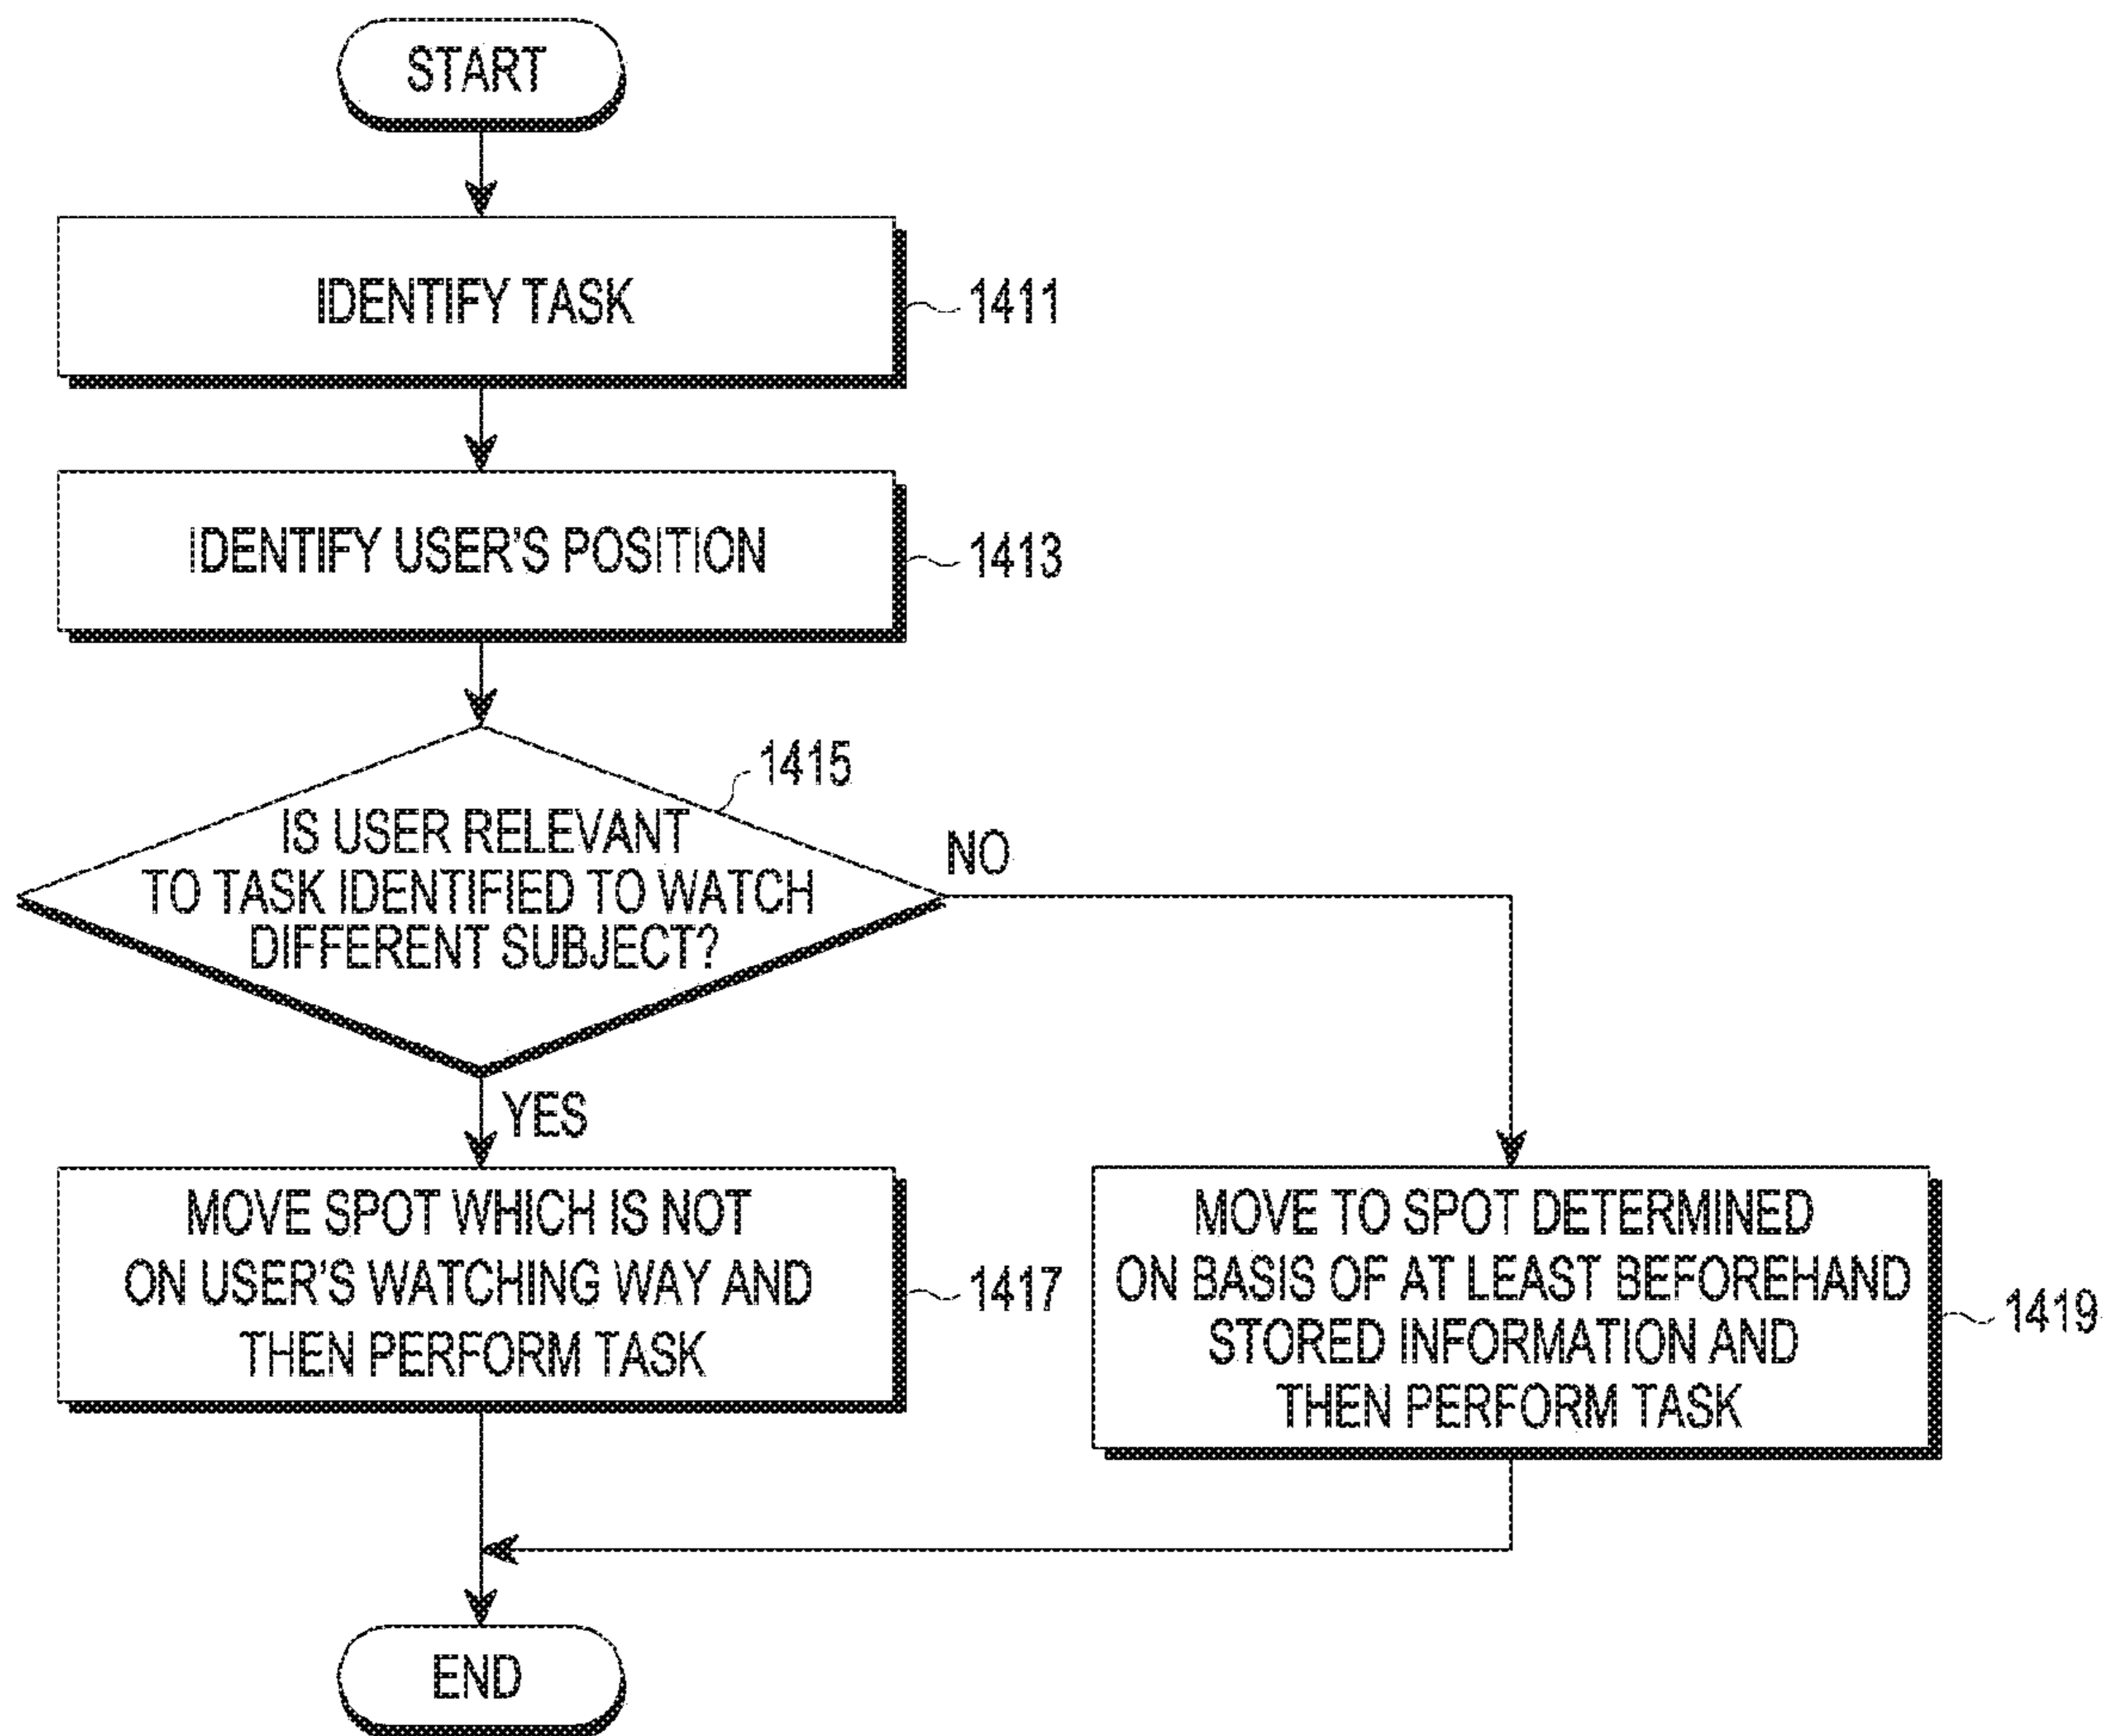 START
IDENTIFY TASK
1411
IDENTIFY USER'S POSITION
1413
1415
IS USER RELEVANT
TO TASK IDENTIFIED TO WATCH
DIFFERENT SUBJECT?
NO
YES
MOVE SPOT WHICH IS NOT
ON USER'S WATCHING WAY AND
THEN PERFORM TASK
1417
MOVE TO SPOT DETERMINED
ON BASIS OF AT LEAST BEFOREHAND
STORED INFORMATION AND
THEN PERFORM TASK
1419
END